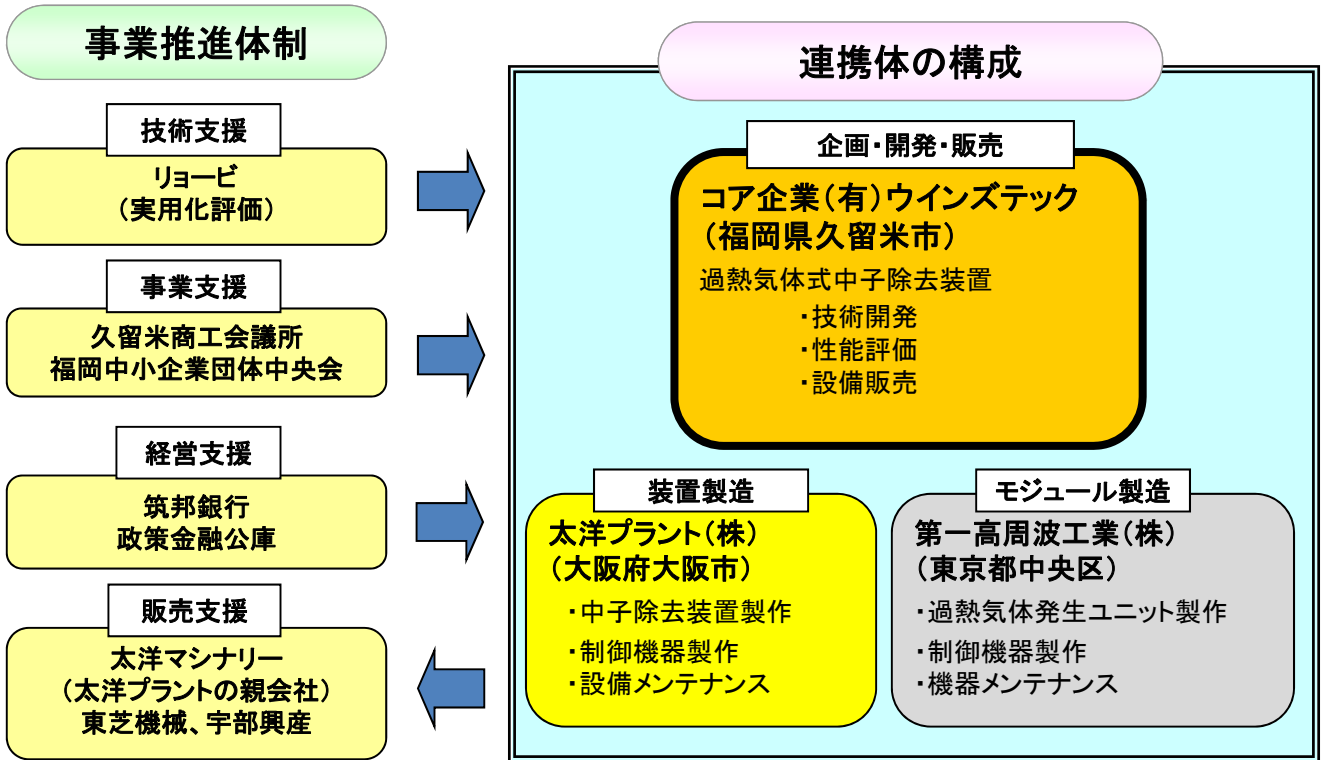 事業推進体制
技術支援
リョービ
（実用化評価）
事業支援
久留米商工会議所
福岡中小企業団体中央会
経営支援
筑邦銀行
政策金融公庫
販売支援
太洋マシナリー
（太洋プラントの親会社）
東芝機械、宇部興産
連携体の構成
企画・開発・販売
コア企業（有）ウインズテック
（福岡県久留米市）
過熱気体式中子除去装置
・技術開発
・性能評価
・設備販売
装置製造
太洋プラント（株）
（大阪府大阪市）
・中子除去装置製作
・制御機器製作
・設備メンテナンス
モジュール製造
第一高周波工業（株）
（東京都中央区）
・過熱気体発生ユニット製作
・制御機器製作
・機器メンテナンス